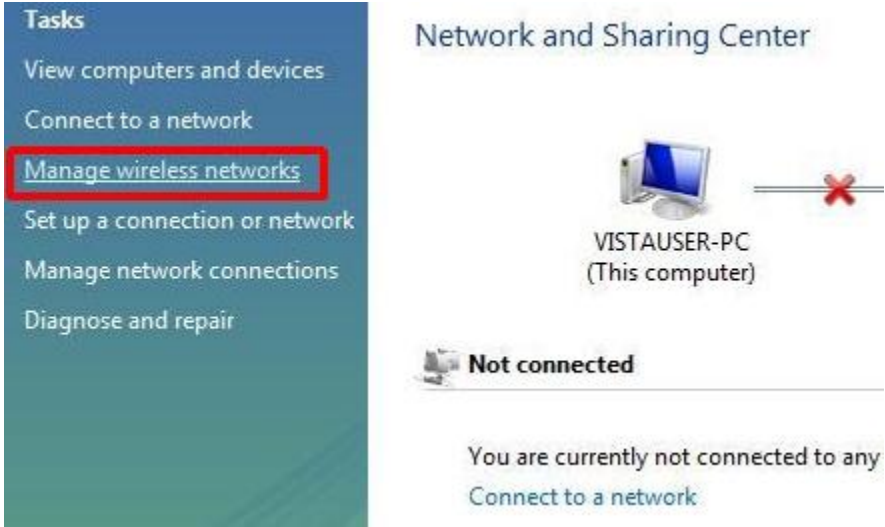 Tasks
View computers and devices
Connect to a network
Manage wireless networks
Set up a connection or network
Manage network connections
Diagnose and repair
Network and Sharing Center
VISTAUSER-PC
(This computer)
Not connected
You are currently not connected to any
Connect to a network